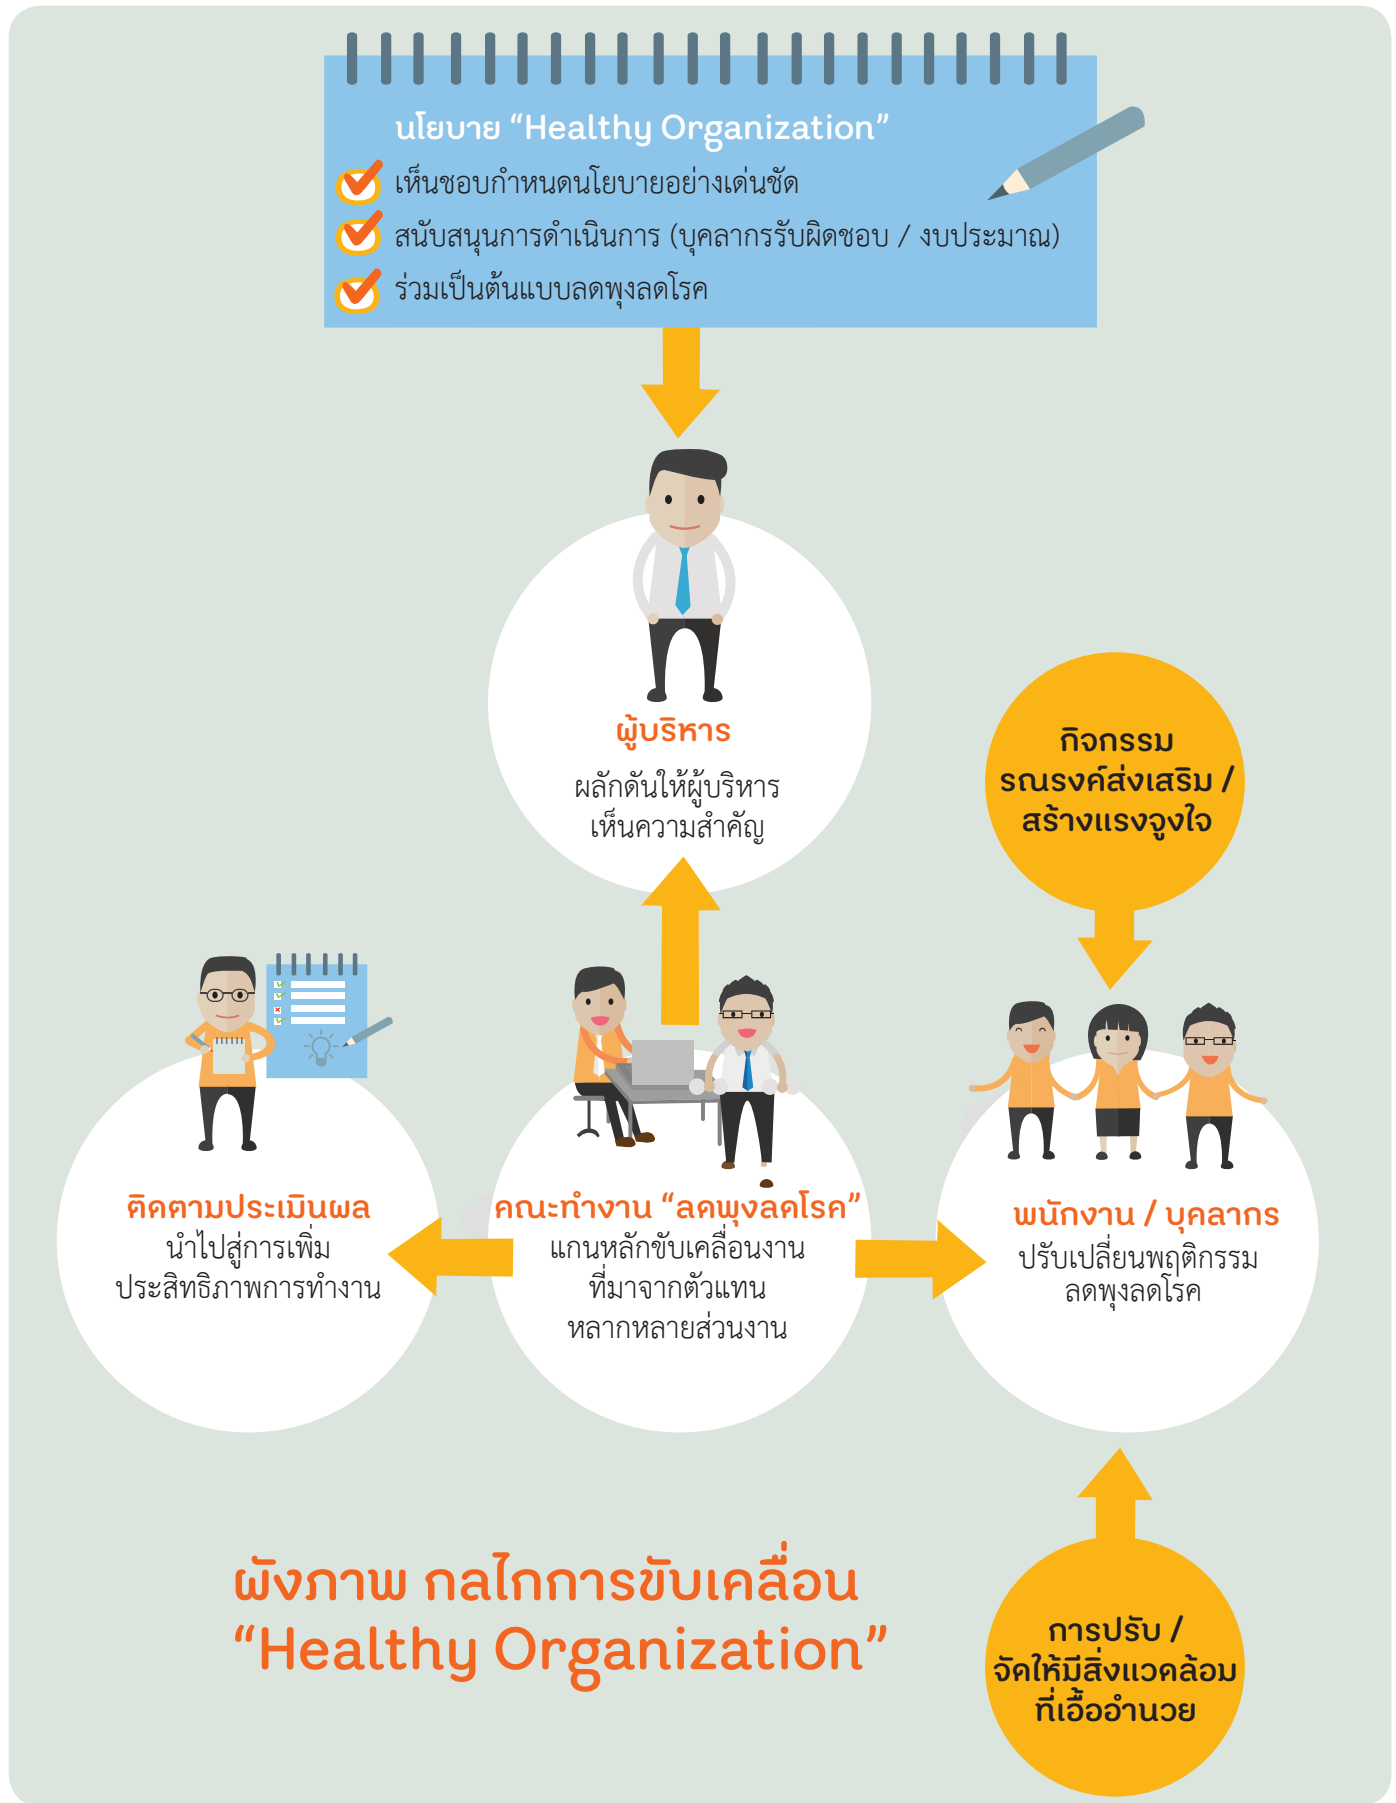 นโยบาย “Healthy Organization”
เห็นชอบกำหนดนโยบายอย่างเด่นชัด
สนับสนุนการดำเนินการ (บุคลากรรับผิดชอบ / งบประมาณ)
ร่วมเป็นต้นแบบลดพุงลดโรค
ผู้บริหาร
ผลักดันให้ผู้บริหาร
เห็นความสำคัญ
กิจกรรม
รณรงค์ส่งเสริม /
สร้างแรงจูงใจ
ติดตามประเมินผล
นำไปสู่การเพิ่ม
ประสิทธิภาพการทำงาน
คณะทำงาน “ลดพุงลดโรค”
แกนหลักขับเคลื่อนงาน
ที่มาจากตัวแทน
หลากหลายส่วนงาน
พนักงาน / บุคลากร
ปรับเปลี่ยนพฤติกรรม
ลดพุงลดโรค
ผังภาพ กลไกการขับเคลื่อน
“Healthy Organization”
การปรับ /
จัดให้มีสิ่งแวดล้อม
ที่เอื้ออำนวย